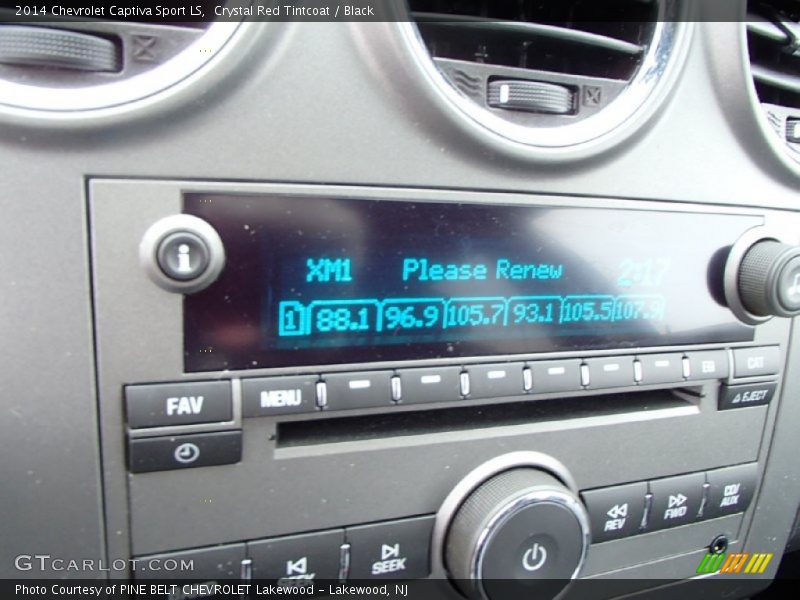 2014 Chevrolet Captiva Sport LS, Crystal Red Tintcoat / Black
XM1 Please Renew 2:17
1 88.1 96.9 105.7 93.1 105.5 107.9
FAV MENU CAT
EJECT
REV FWD CD/AUX
SEEK
GTCARLOT.COM
Photo Courtesy of PINE BELT CHEVROLET Lakewood - Lakewood, NJ